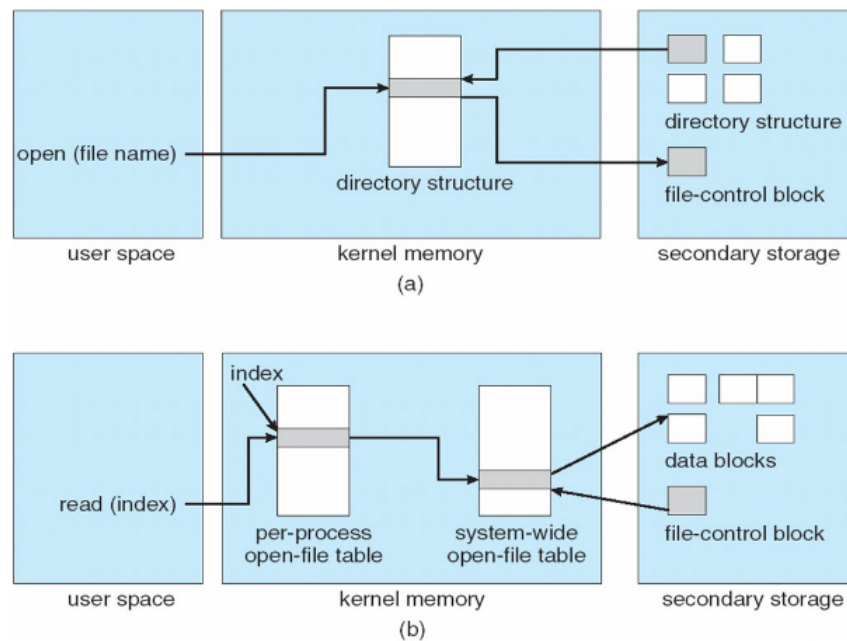 open (file name)
directory structure
directory structure
file-control block
user space
kernel memory
secondary storage
(a)
index
read (index)
per-process
open-file table
system-wide
open-file table
data blocks
file-control block
user space
kernel memory
secondary storage
(b)